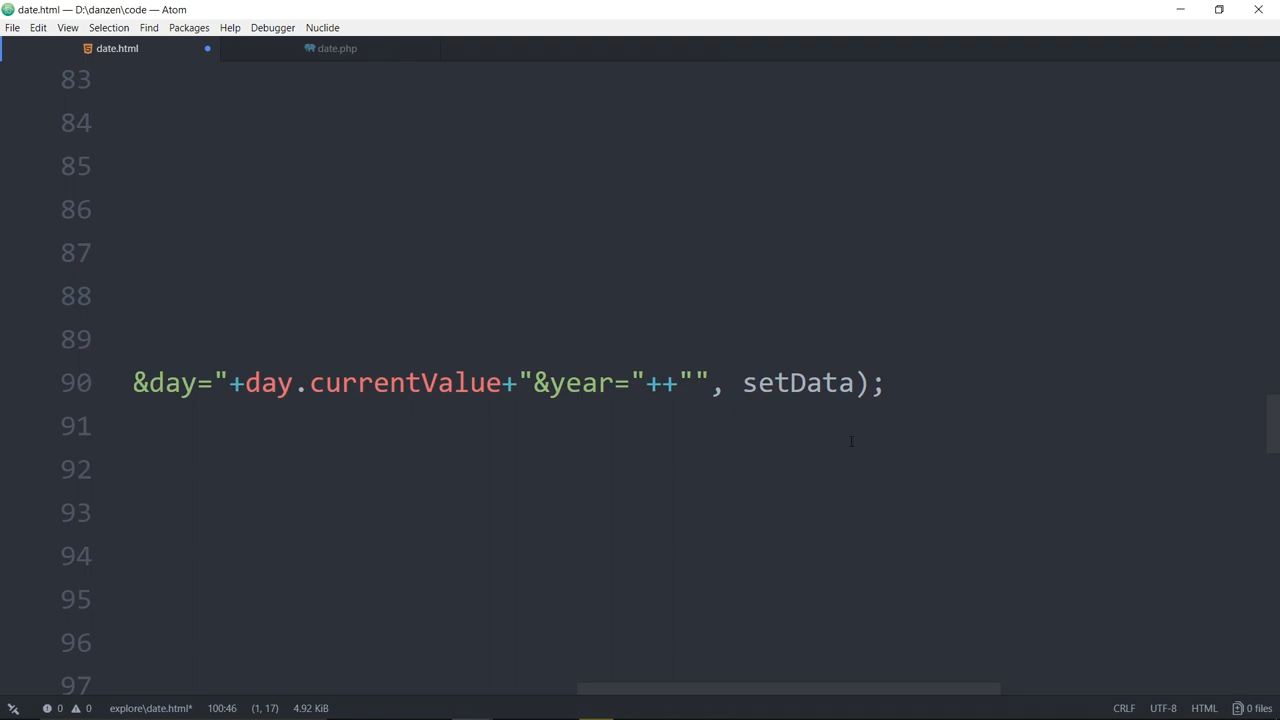 date.html — D:\danzen\code — Atom
File Edit View Selection Find Packages Help Debugger Nuclide
date.html date.php
83
84
85
86
87
88
89
90 &day="+day.currentValue+"&year="++"", setData);
91
92
93
94
95
96
97
0 0 explore\date.html* 100:46 (1, 17) 4.92 KiB CRLF UTF-8 HTML 0 files